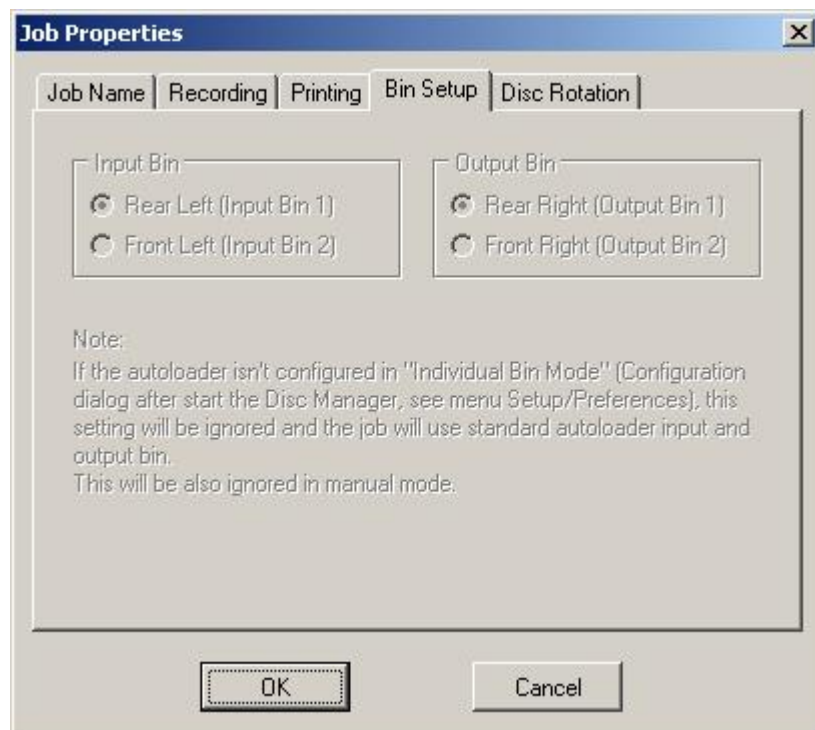 Job Properties
Job Name Recording Printing Bin Setup Disc Rotation
Input Bin
Rear Left (Input Bin 1)
Front Left (Input Bin 2)
Output Bin
Rear Right (Output Bin 1)
Front Right (Output Bin 2)
Note:
If the autoloader isn't configured in "Individual Bin Mode" (Configuration
dialog after start the Disc Manager, see menu Setup/Preferences), this
setting will be ignored and the job will use standard autoloader input and
output bin.
This will be also ignored in manual mode.
OK Cancel